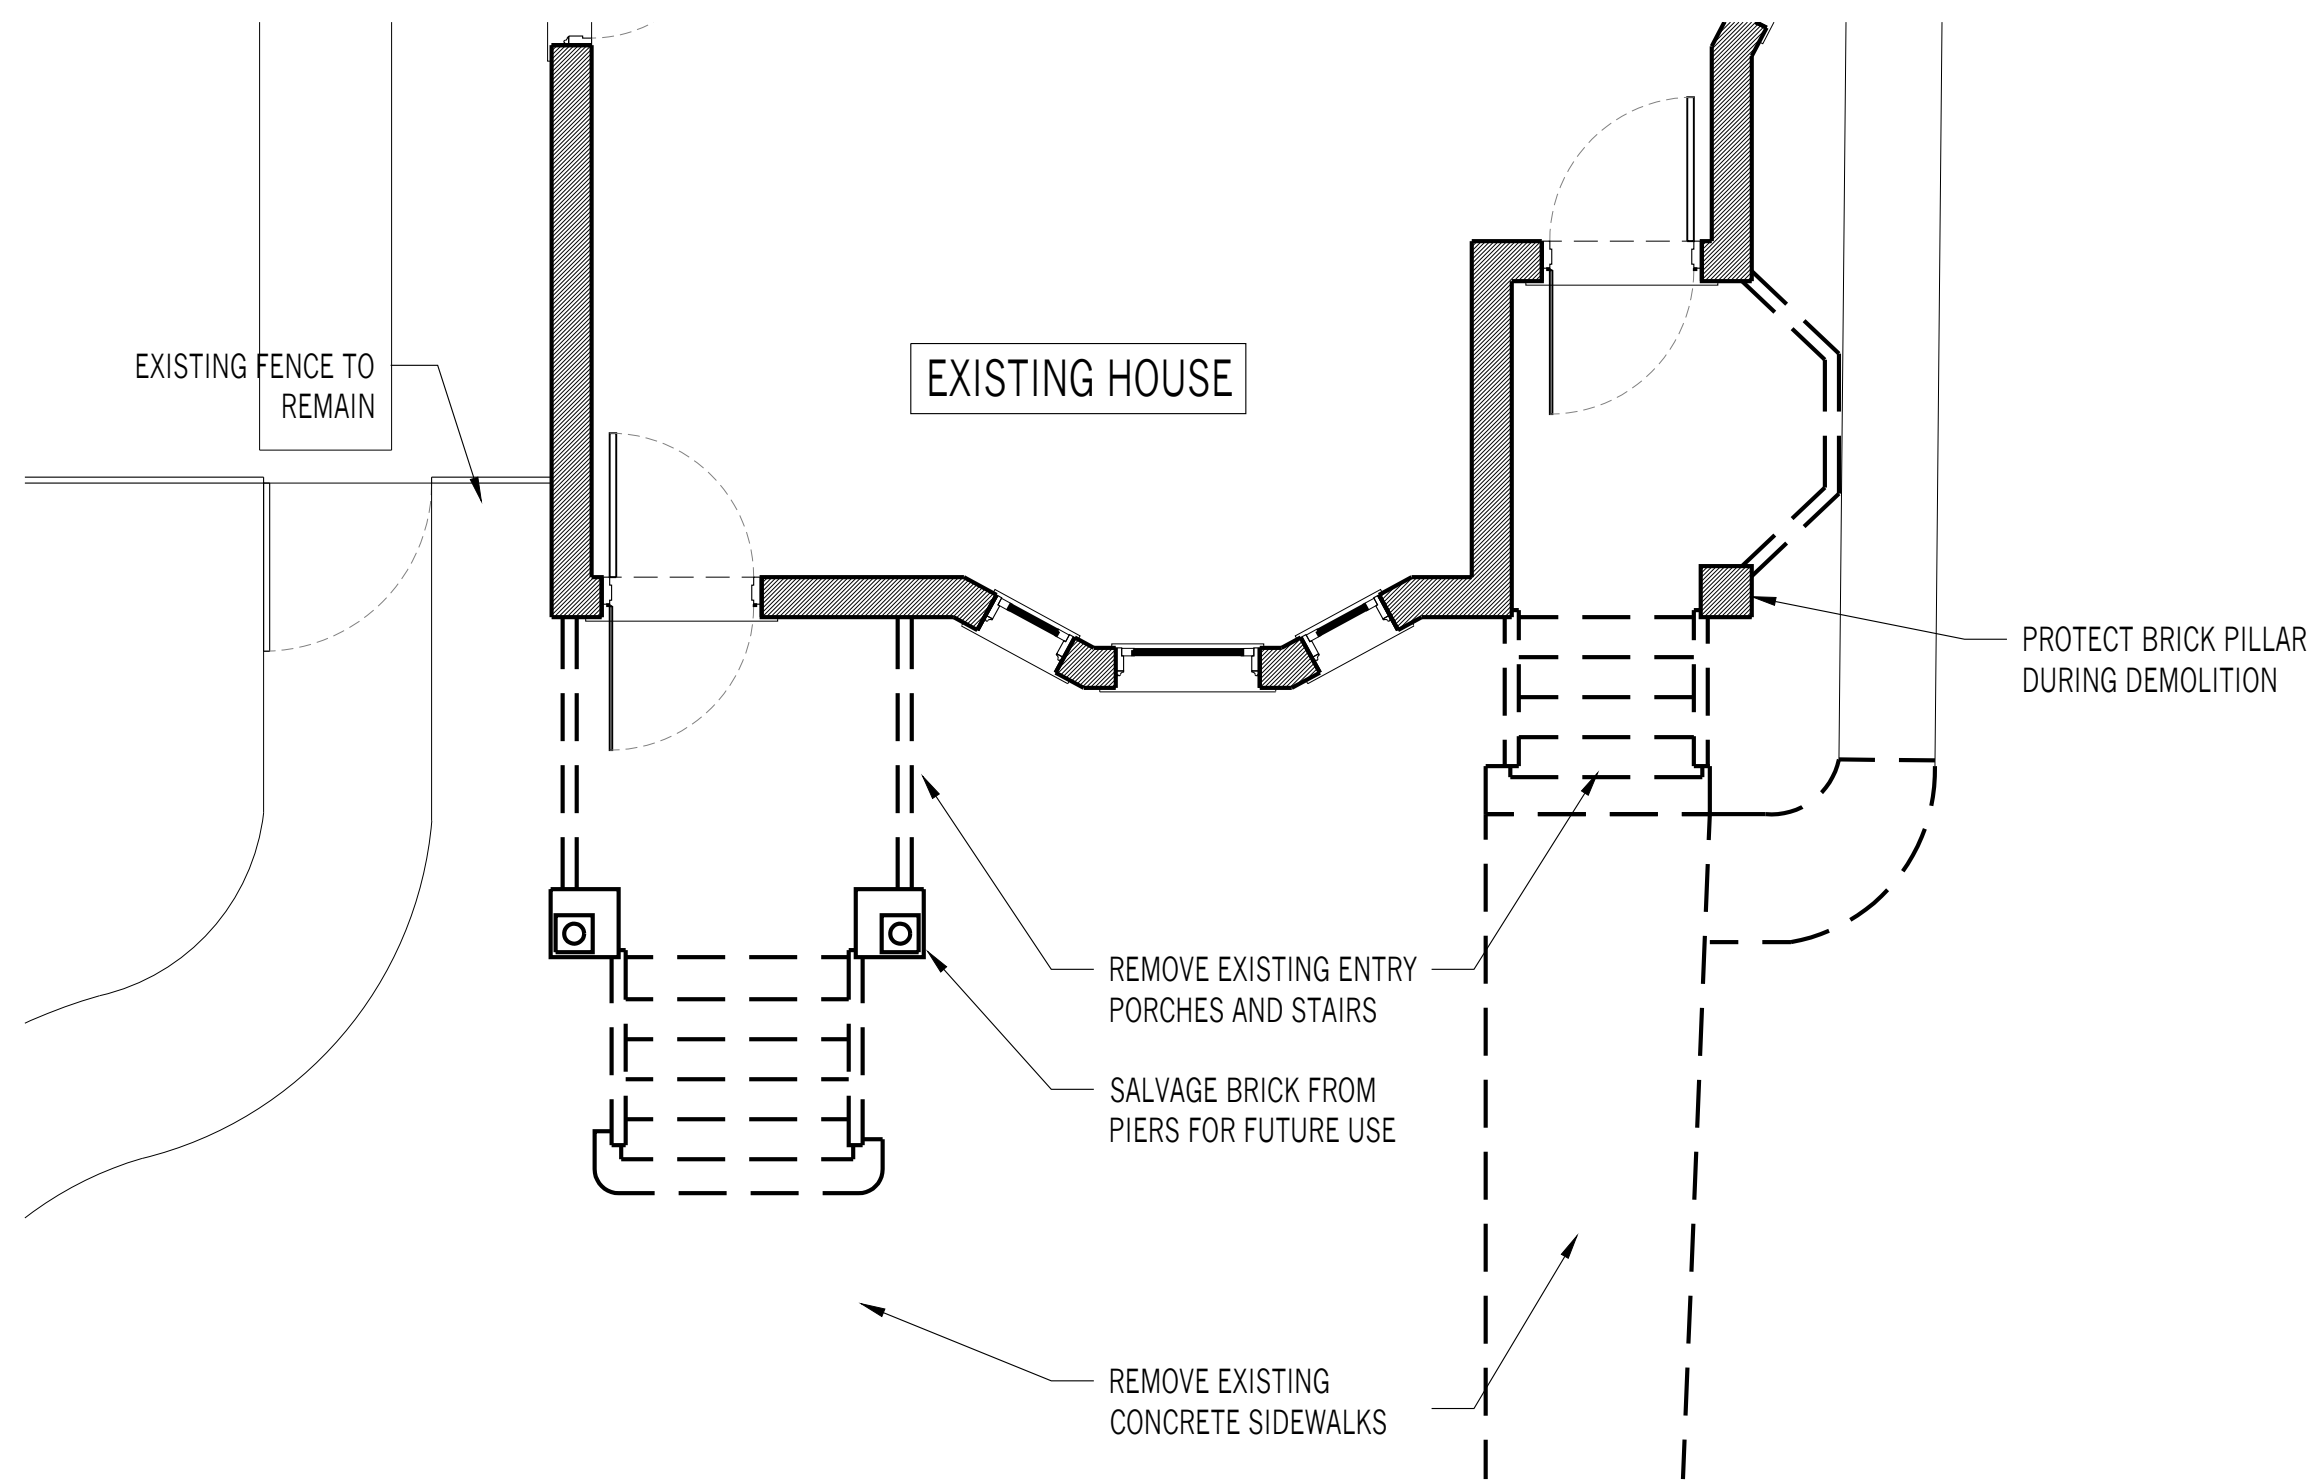 EXISTING FENCE TO
REMAIN
EXISTING HOUSE
PROTECT BRICK PILLAR
DURING DEMOLITION
REMOVE EXISTING ENTRY
PORCHES AND STAIRS
SALVAGE BRICK FROM
PIERS FOR FUTURE USE
REMOVE EXISTING
CONCRETE SIDEWALKS